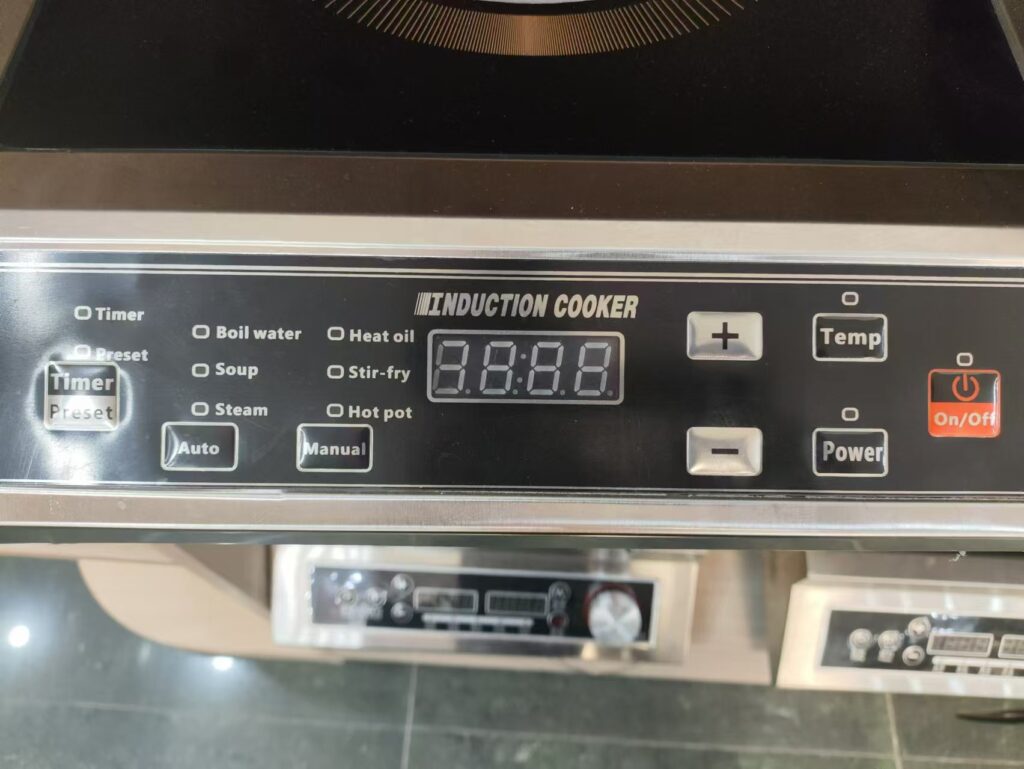 INDUCTION COOKER
Timer
Preset
Timer
Preset
Boil water
Soup
Steam
Auto
Heat oil
Stir-fry
Hot pot
Manual
+
−
Temp
Power
On/Off